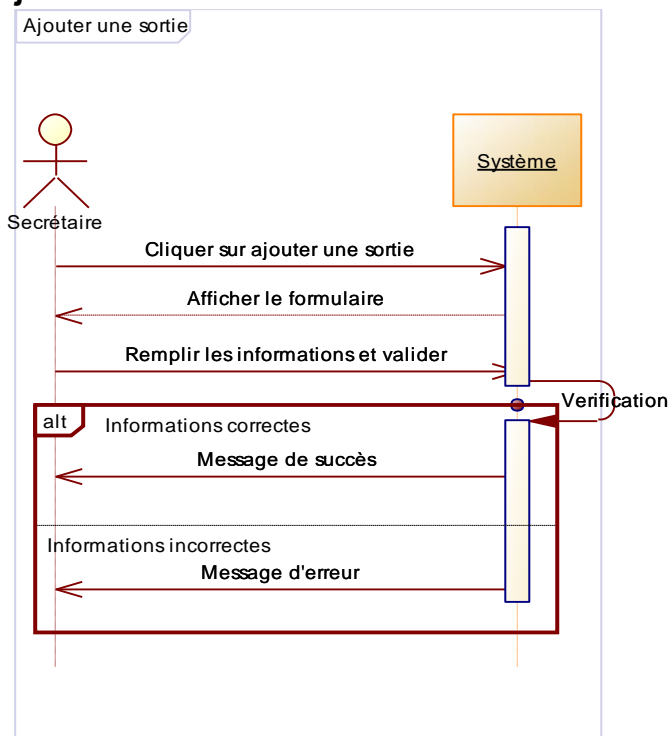 Ajouter une sortie
Système
Secrétaire
Cliquer sur ajouter une sortie
Afficher le formulaire
Remplir les informations et valider
Verification
alt
Informations correctes
Message de succès
Informations incorrectes
Message d'erreur